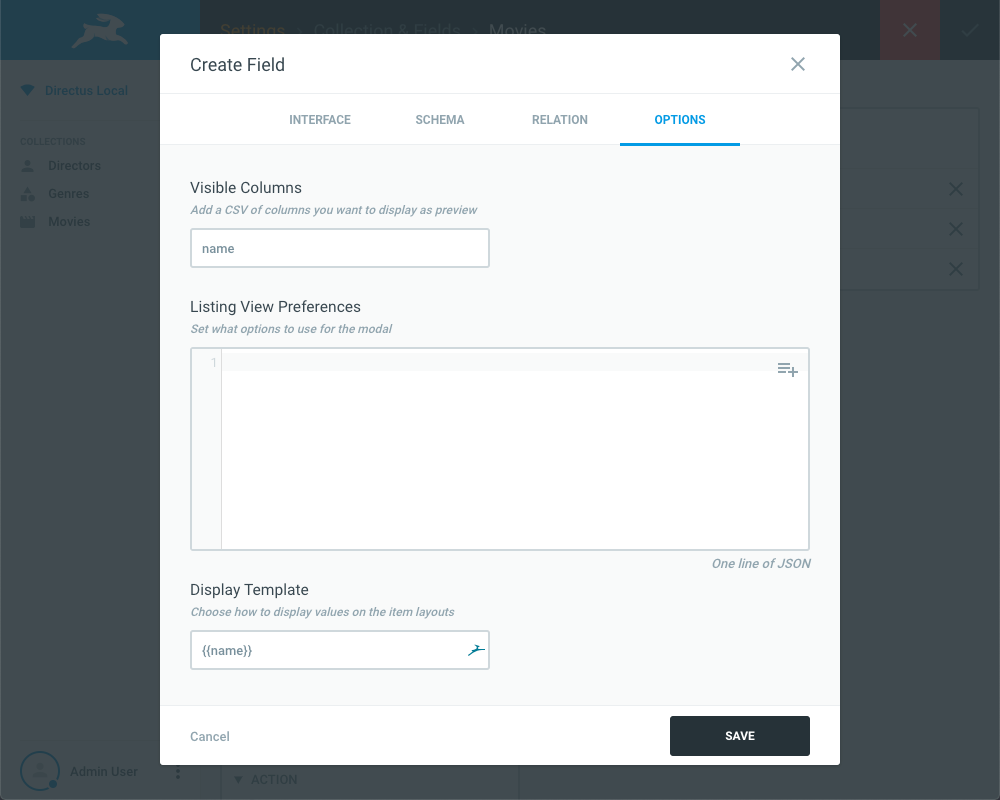 Settings > Collection & Fields > Movies
Directus Local
COLLECTIONS
Directors
Genres
Movies
Admin User
ACTION
Create Field
INTERFACE
SCHEMA
RELATION
OPTIONS
Visible Columns
Add a CSV of columns you want to display as preview
name
Listing View Preferences
Set what options to use for the modal
1
One line of JSON
Display Template
Choose how to display values on the item layouts
{{name}}
Cancel
SAVE